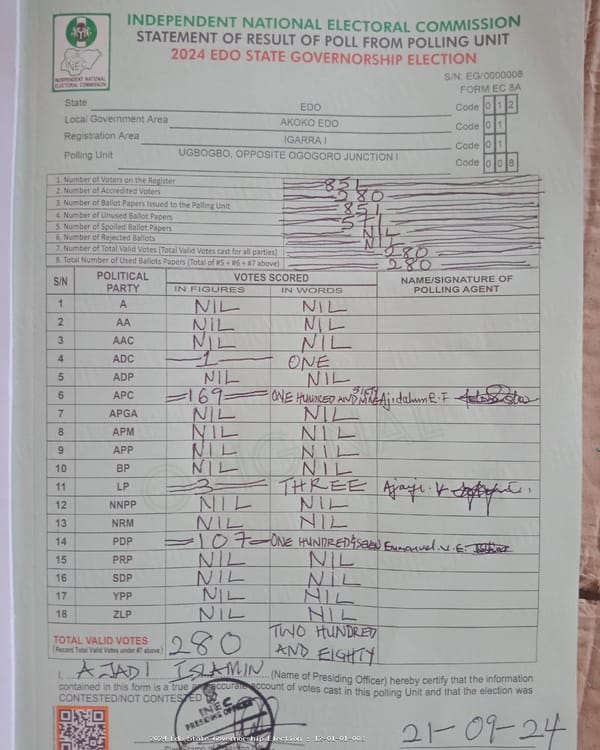 INDEPENDENT NATIONAL ELECTORAL COMMISSION
STATEMENT OF RESULT OF POLL FROM POLLING UNIT
2024 EDO STATE GOVERNORSHIP ELECTION
INEC
INDEPENDENT NATIONAL
ELECTORAL COMMISSION
S/N: EG/0000008
FORM EC 8A
State EDO Code 0 1 2
Local Government Area AKOKO EDO Code 0 1
Registration Area IGARRA I Code 0 1
Polling Unit UGBOGBO, OPPOSITE OGOGORO JUNCTION I Code 0 0 8
1. Number of Voters on the Register 851
2. Number of Accredited Voters 280
3. Number of Ballot Papers Issued to the Polling Unit 851
4. Number of Unused Ballot Papers 571
5. Number of Spoiled Ballot Papers NIL
6. Number of Rejected Ballots NIL
7. Number of Total Valid Votes (Total Valid Votes cast for all parties) 280
8. Total Number of Used Ballots Papers (Total of #5 + #6 + #7 above) 280
S/N POLITICAL PARTY VOTES SCORED NAME/SIGNATURE OF POLLING AGENT
IN FIGURES IN WORDS
1 A NIL NIL
2 AA NIL NIL
3 AAC NIL NIL
4 ADC 1 ONE
5 ADP NIL NIL
6 APC 169 ONE HUNDRED AND SIXTY NINE Ajidahun E. F
7 APGA NIL NIL
8 APM NIL NIL
9 APP NIL NIL
10 BP NIL NIL
11 LP 3 THREE Ajayi. V
12 NNPP NIL NIL
13 NRM NIL NIL
14 PDP 107 ONE HUNDRED & SEVEN Emmanuel V. E.
15 PRP NIL NIL
16 SDP NIL NIL
17 YPP NIL NIL
18 ZLP NIL NIL
TOTAL VALID VOTES 280 TWO HUNDRED AND EIGHTY
(Record Total Valid Votes under #7 above)
I, AJADI ISLAMIN (Name of Presiding Officer) hereby certify that the information
contained in this form is a true and accurate account of votes cast in this polling Unit and that the election was
CONTESTED/NOT CONTESTED
INEC
PRESIDING OFFICER
21-09-24
2024 Edo State Governorship Election - 12-01-01-008